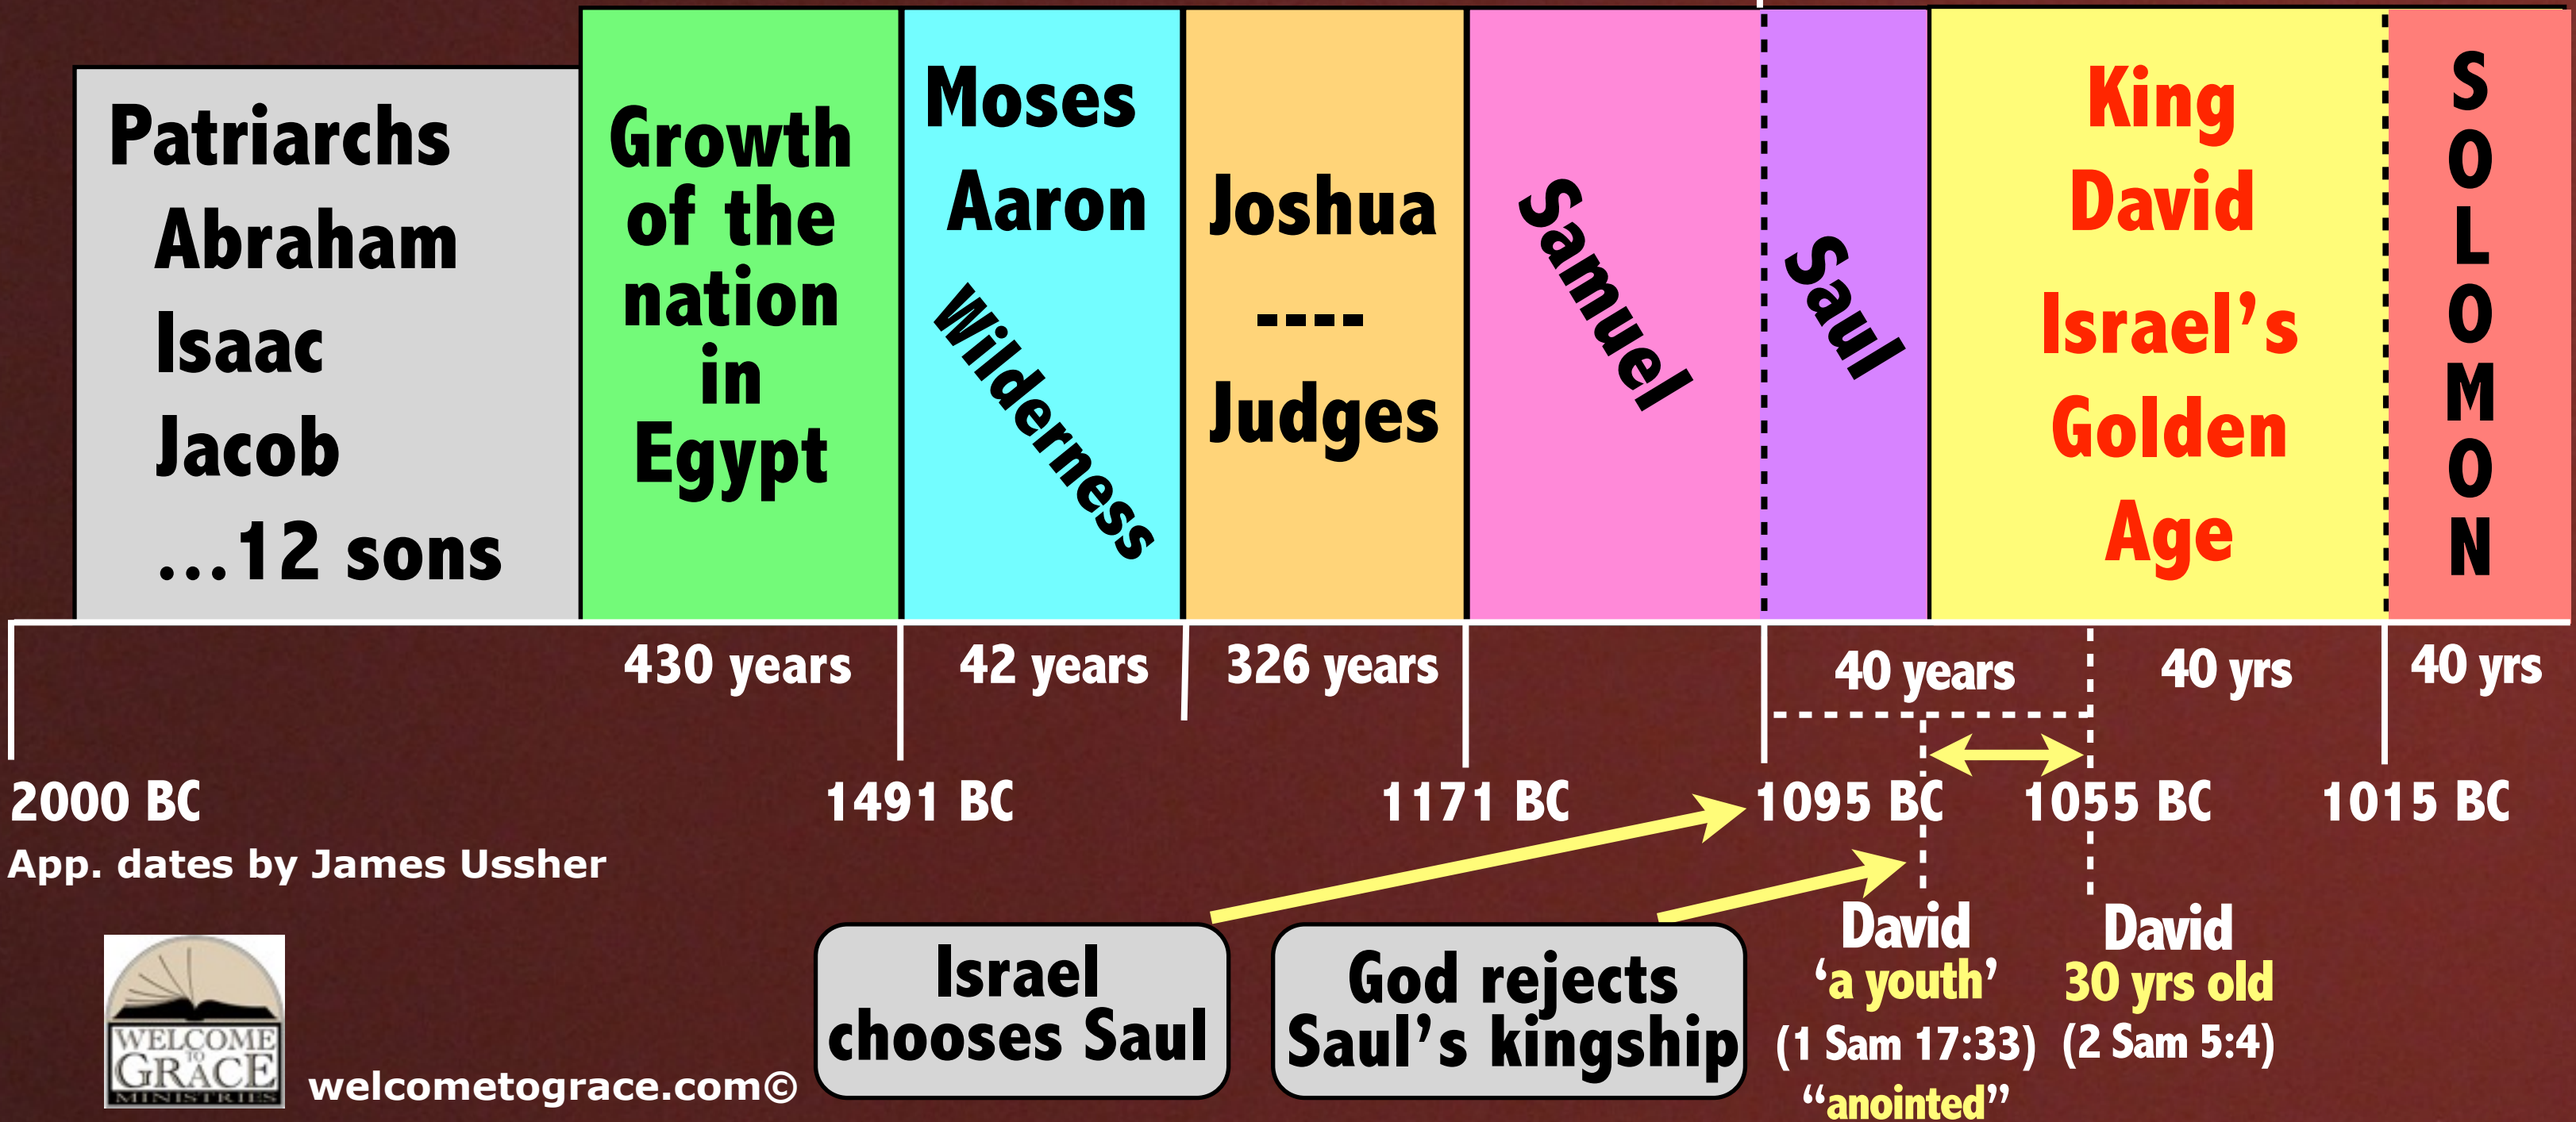 Patriarchs
Abraham
Isaac
Jacob
...12 sons
Growth
of the
nation
in
Egypt
Moses
Aaron
Wilderness
Joshua
----
Judges
Samuel
Saul
King
David
Israel's
Golden
Age
SOLOMON
430 years
42 years
326 years
40 years
40 yrs
40 yrs
2000 BC
1491 BC
1171 BC
1095 BC
1055 BC
1015 BC
App. dates by James Ussher
Israel
chooses Saul
God rejects
Saul's kingship
David
'a youth'
(1 Sam 17:33)
"anointed"
David
30 yrs old
(2 Sam 5:4)
WELCOME
TO
GRACE
MINISTRIES
welcometograce.com©